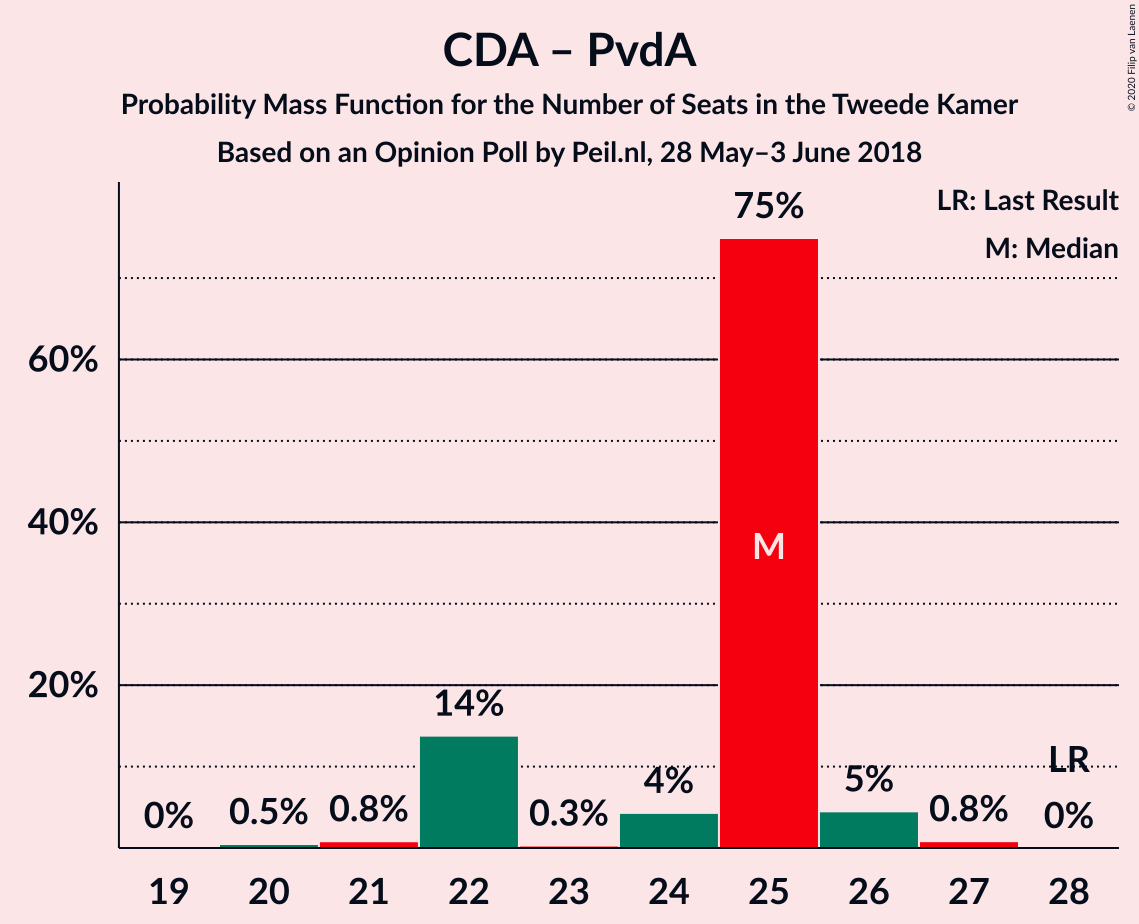 CDA – PvdA
Probability Mass Function for the Number of Seats in the Tweede Kamer
Based on an Opinion Poll by Peil.nl, 28 May–3 June 2018
© 2020 Filip van Laenen
LR: Last Result
M: Median
60%
40%
20%
0%
0.5%
0.8%
14%
0.3%
4%
75%
M
5%
0.8%
LR
0%
19 20 21 22 23 24 25 26 27 28